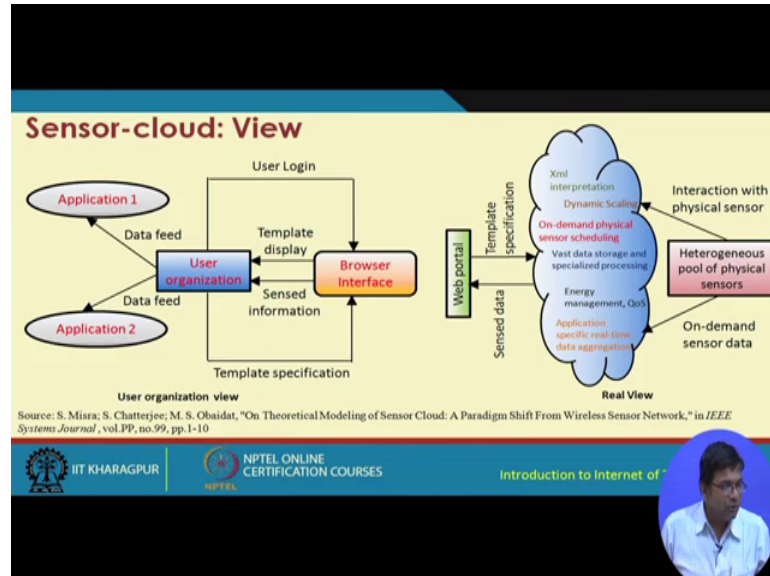 Sensor-cloud: View
User Login
Application 1
Data feed
User
organization
Template
display
Browser
Interface
Sensed
information
Data feed
Application 2
Template specification
User organization view
Web portal
Template
specification
Sensed data
Xml
interpretation
Dynamic Scaling
On-demand physical
sensor scheduling
Vast data storage and
specialized processing
Energy
management, QoS
Application
specific real-time
data aggregation
Interaction with
physical sensor
Heterogeneous
pool of physical
sensors
On-demand
sensor data
Real View
Source: S. Misra; S. Chatterjee; M. S. Obaidat, "On Theoretical Modeling of Sensor Cloud: A Paradigm Shift From Wireless Sensor Network," in IEEE
Systems Journal , vol.PP, no.99, pp.1-10
IIT KHARAGPUR
NPTEL
NPTEL ONLINE
CERTIFICATION COURSES
Introduction to Internet of